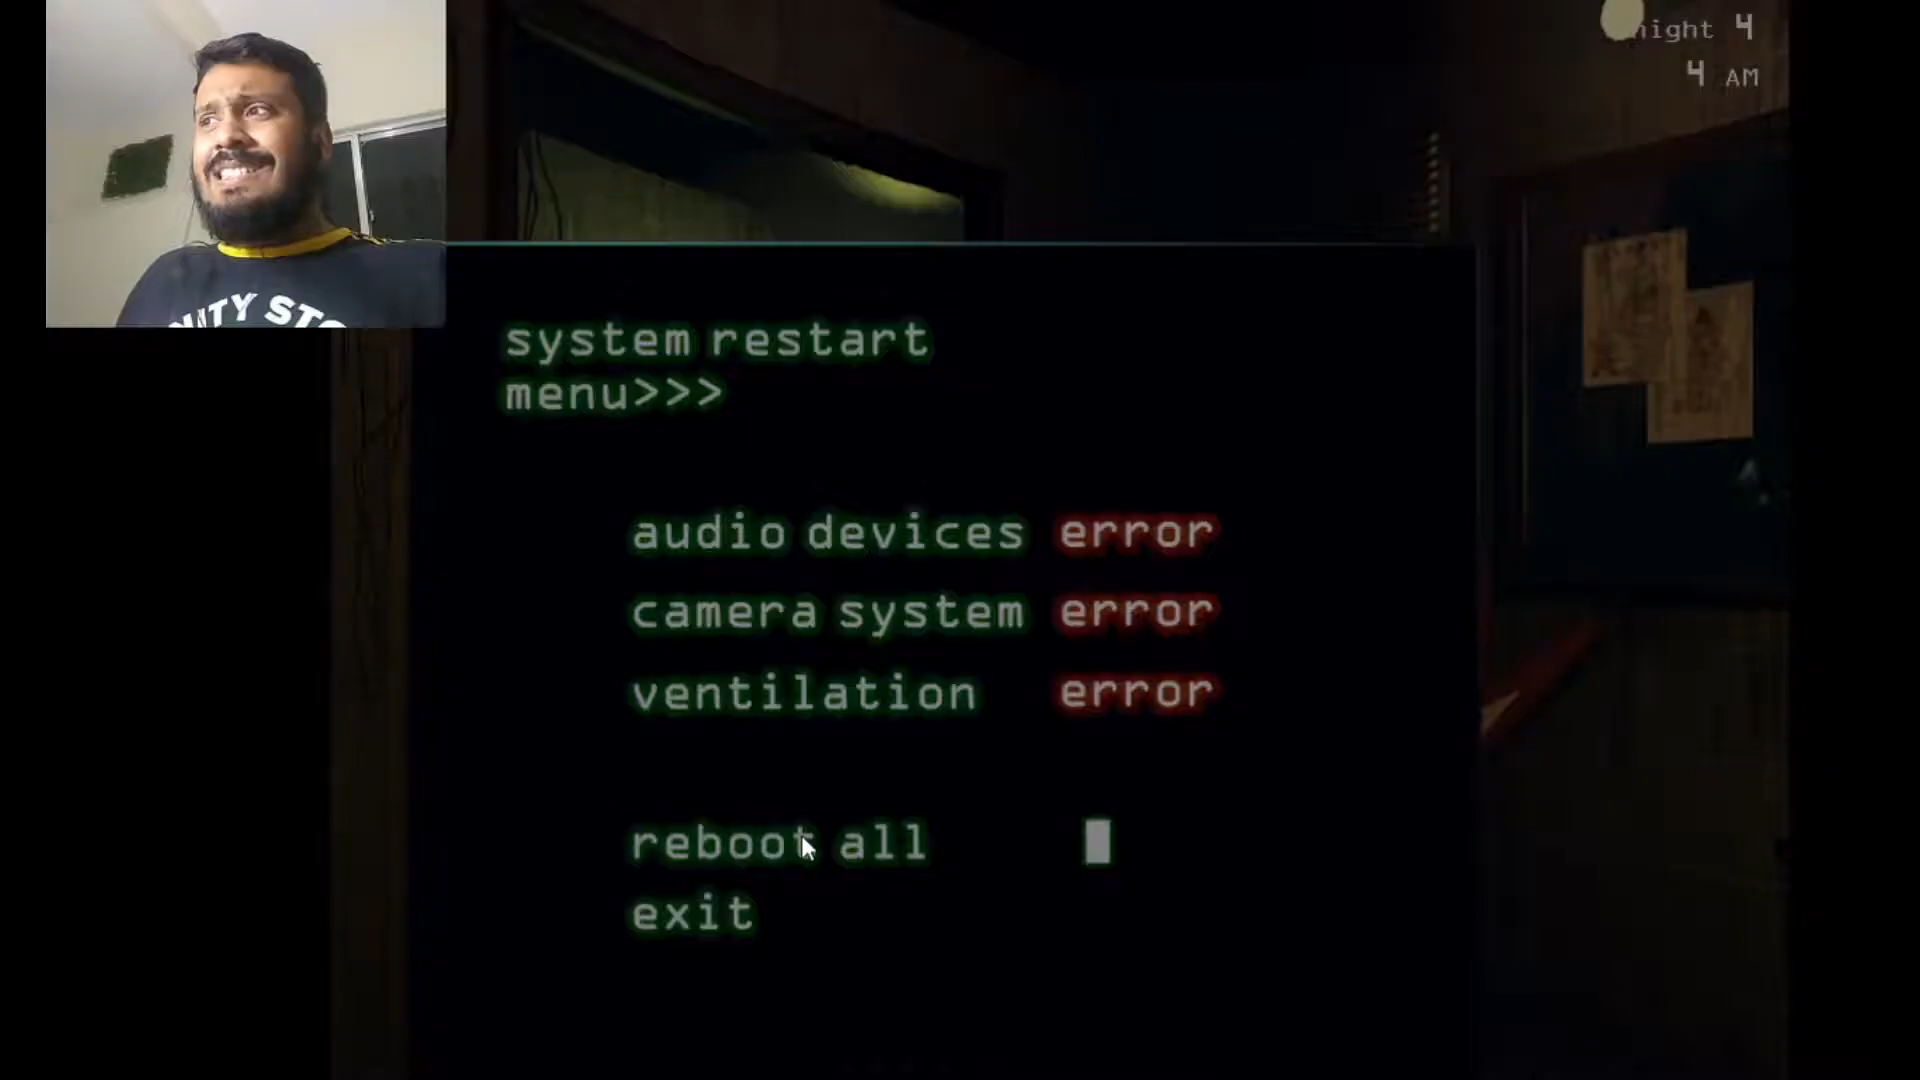 night 4
4 AM
system restart
menu>>>
audio devices error
camera system error
ventilation error
reboot all
exit